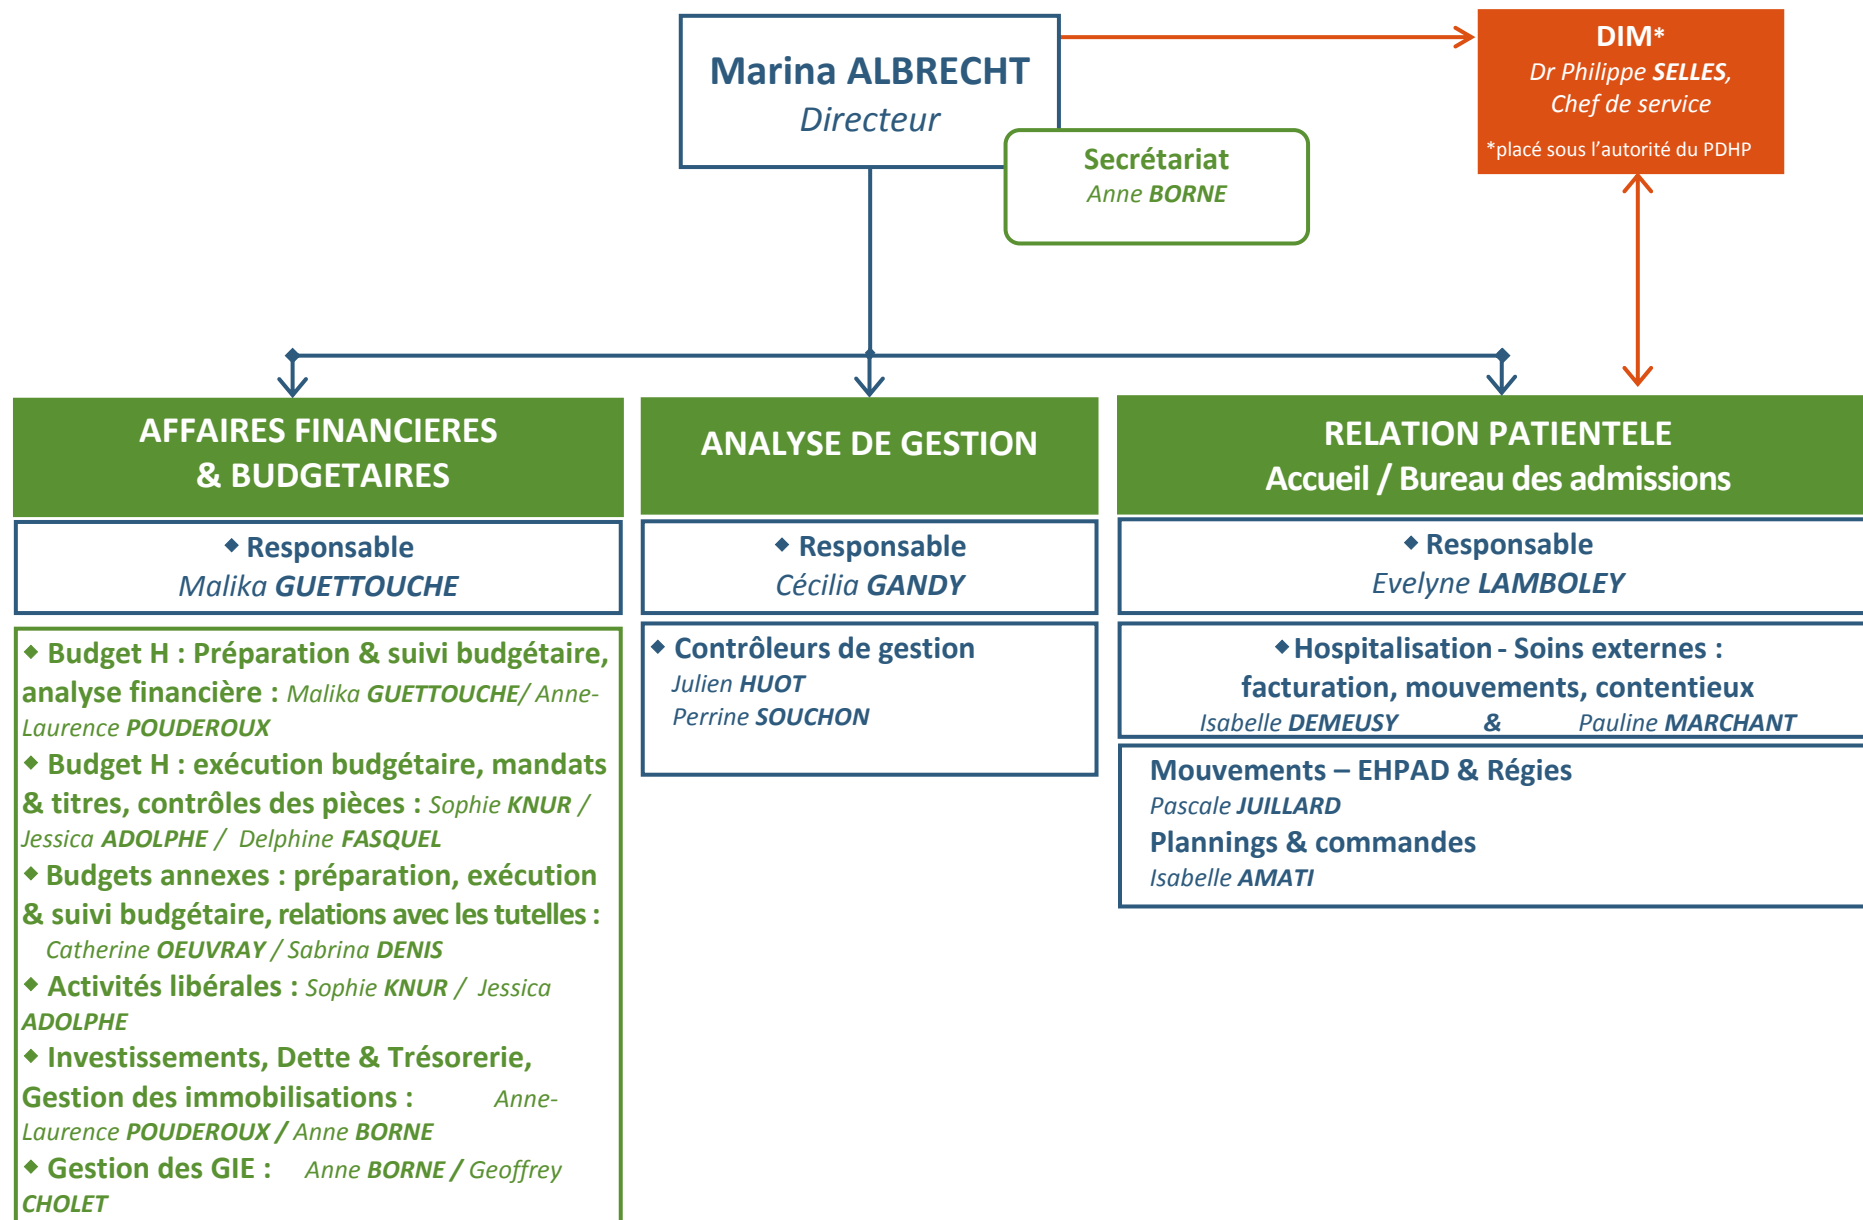 Marina ALBRECHT
Directeur
Secrétariat
Anne BORNE
DIM*
Dr Philippe SELLES,
Chef de service
*placé sous l’autorité du PDHP
AFFAIRES FINANCIERES
& BUDGETAIRES
◆ Responsable
Malika GUETTOUCHE
◆ Budget H : Préparation & suivi budgétaire,
analyse financière : Malika GUETTOUCHE/ Anne-
Laurence POUDEROUX
◆ Budget H : exécution budgétaire, mandats
& titres, contrôles des pièces : Sophie KNUR /
Jessica ADOLPHE / Delphine FASQUEL
◆ Budgets annexes : préparation, exécution
& suivi budgétaire, relations avec les tutelles :
Catherine OEUVRAY / Sabrina DENIS
◆ Activités libérales : Sophie KNUR / Jessica
ADOLPHE
◆ Investissements, Dette & Trésorerie,
Gestion des immobilisations : Anne-
Laurence POUDEROUX / Anne BORNE
◆ Gestion des GIE : Anne BORNE / Geoffrey
CHOLET
ANALYSE DE GESTION
◆ Responsable
Cécilia GANDY
◆ Contrôleurs de gestion
Julien HUOT
Perrine SOUCHON
RELATION PATIENTELE
Accueil / Bureau des admissions
◆ Responsable
Evelyne LAMBOLEY
◆ Hospitalisation - Soins externes :
facturation, mouvements, contentieux
Isabelle DEMEUSY & Pauline MARCHANT
Mouvements – EHPAD & Régies
Pascale JUILLARD
Plannings & commandes
Isabelle AMATI